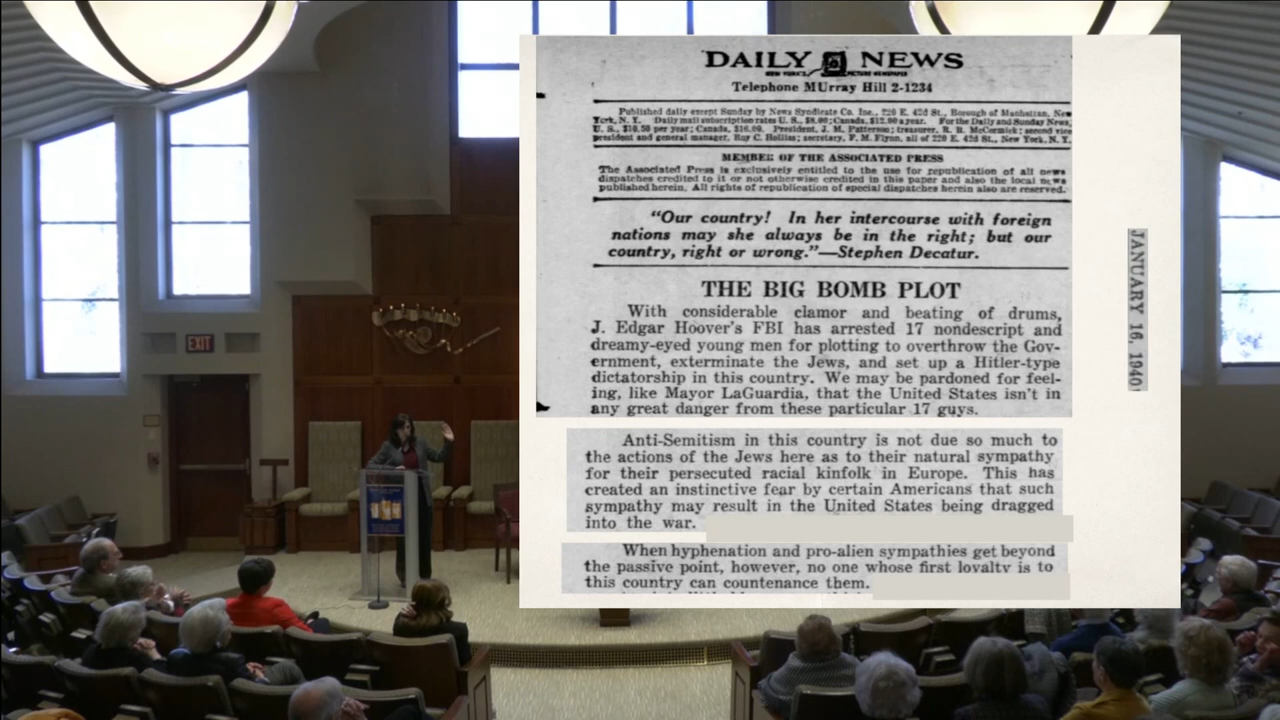 DAILY NEWS
NEW YORK'S PICTURE NEWSPAPER
Telephone MUrray Hill 2-1234
Published daily except Sunday by News Syndicate Co. Inc., 220 E. 42d St., Borough of Manhattan, New
York, N. Y. Daily mail subscription rates U. S., $8.00; Canada, $12.00 a year. For the Daily and Sunday News,
U. S., $10.50 per year; Canada, $16.00. President, J. M. Patterson; treasurer, R. R. McCormick; second vice
president and general manager, Roy C. Holliss; secretary, F. M. Flynn, all of 220 E. 42d St., New York, N. Y.
MEMBER OF THE ASSOCIATED PRESS
The Associated Press is exclusively entitled to the use for republication of all news
dispatches credited to it or not otherwise credited in this paper and also the local news
published herein. All rights of republication of special dispatches herein also are reserved.
"Our country! In her intercourse with foreign
nations may she always be in the right; but our
country, right or wrong."—Stephen Decatur.
THE BIG BOMB PLOT
With considerable clamor and beating of drums,
J. Edgar Hoover's FBI has arrested 17 nondescript and
dreamy-eyed young men for plotting to overthrow the Gov-
ernment, exterminate the Jews, and set up a Hitler-type
dictatorship in this country. We may be pardoned for feel-
ing, like Mayor LaGuardia, that the United States isn't in
any great danger from these particular 17 guys.
Anti-Semitism in this country is not due so much to
the actions of the Jews here as to their natural sympathy
for their persecuted racial kinfolk in Europe. This has
created an instinctive fear by certain Americans that such
sympathy may result in the United States being dragged
into the war.
When hyphenation and pro-alien sympathies get beyond
the passive point, however, no one whose first loyalty is to
this country can countenance them.
JANUARY 16, 1940
EXIT